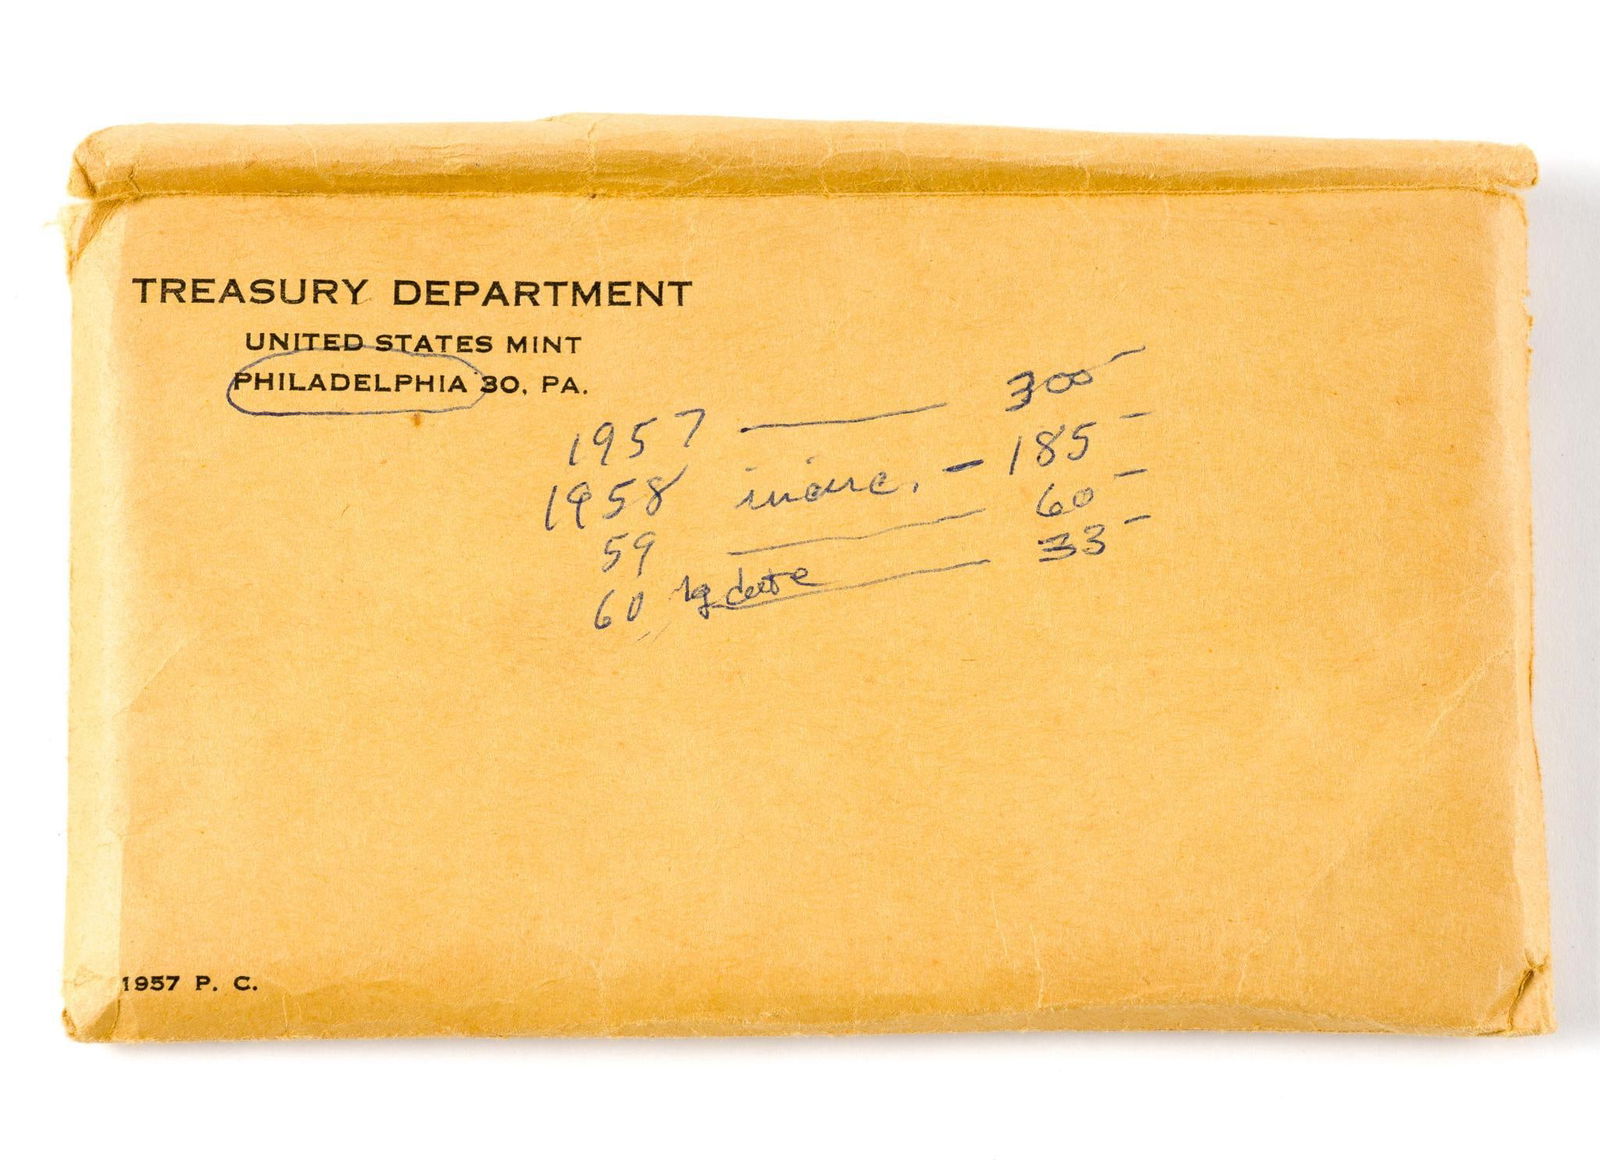 TREASURY DEPARTMENT
UNITED STATES MINT
PHILADELPHIA 30, PA.
1957 — 300-
1958 — 185-
59 — 60-
60 lg date — 33-
1957 P. C.